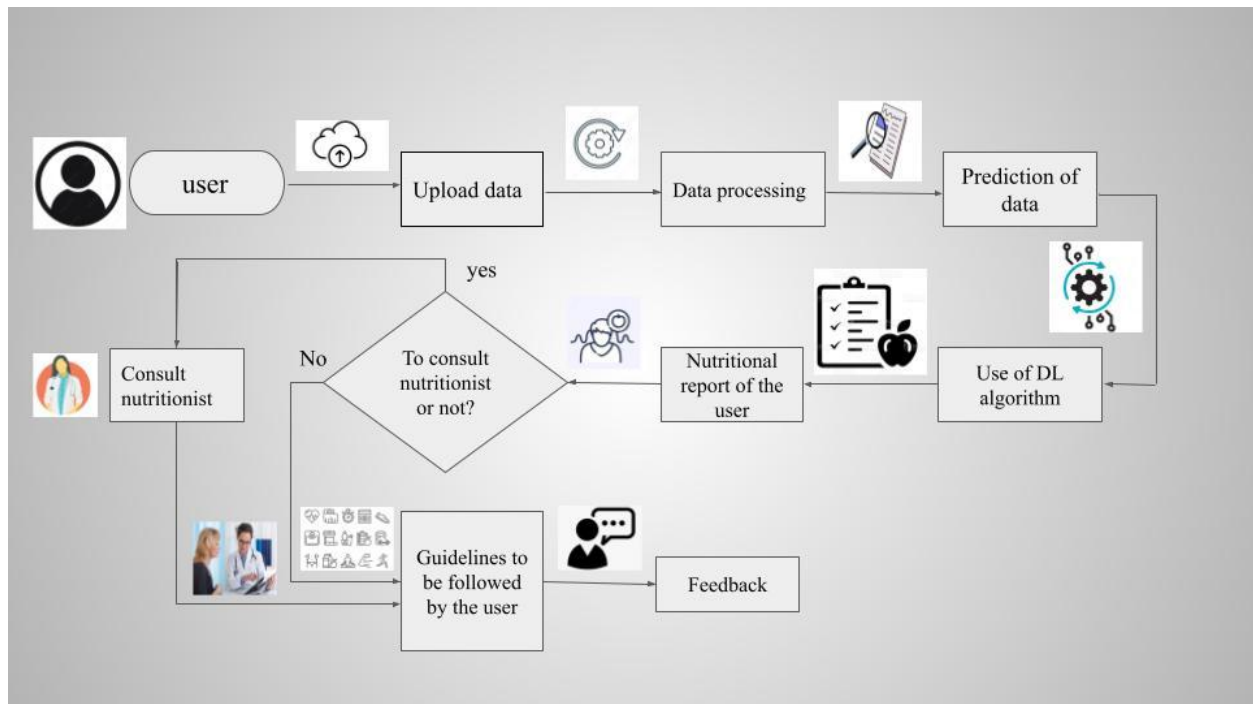 user
Upload data
Data processing
Prediction of
data
yes
No
To consult
nutritionist
or not?
Consult
nutritionist
Nutritional
report of the
user
Use of DL
algorithm
Guidelines to
be followed
by the user
Feedback